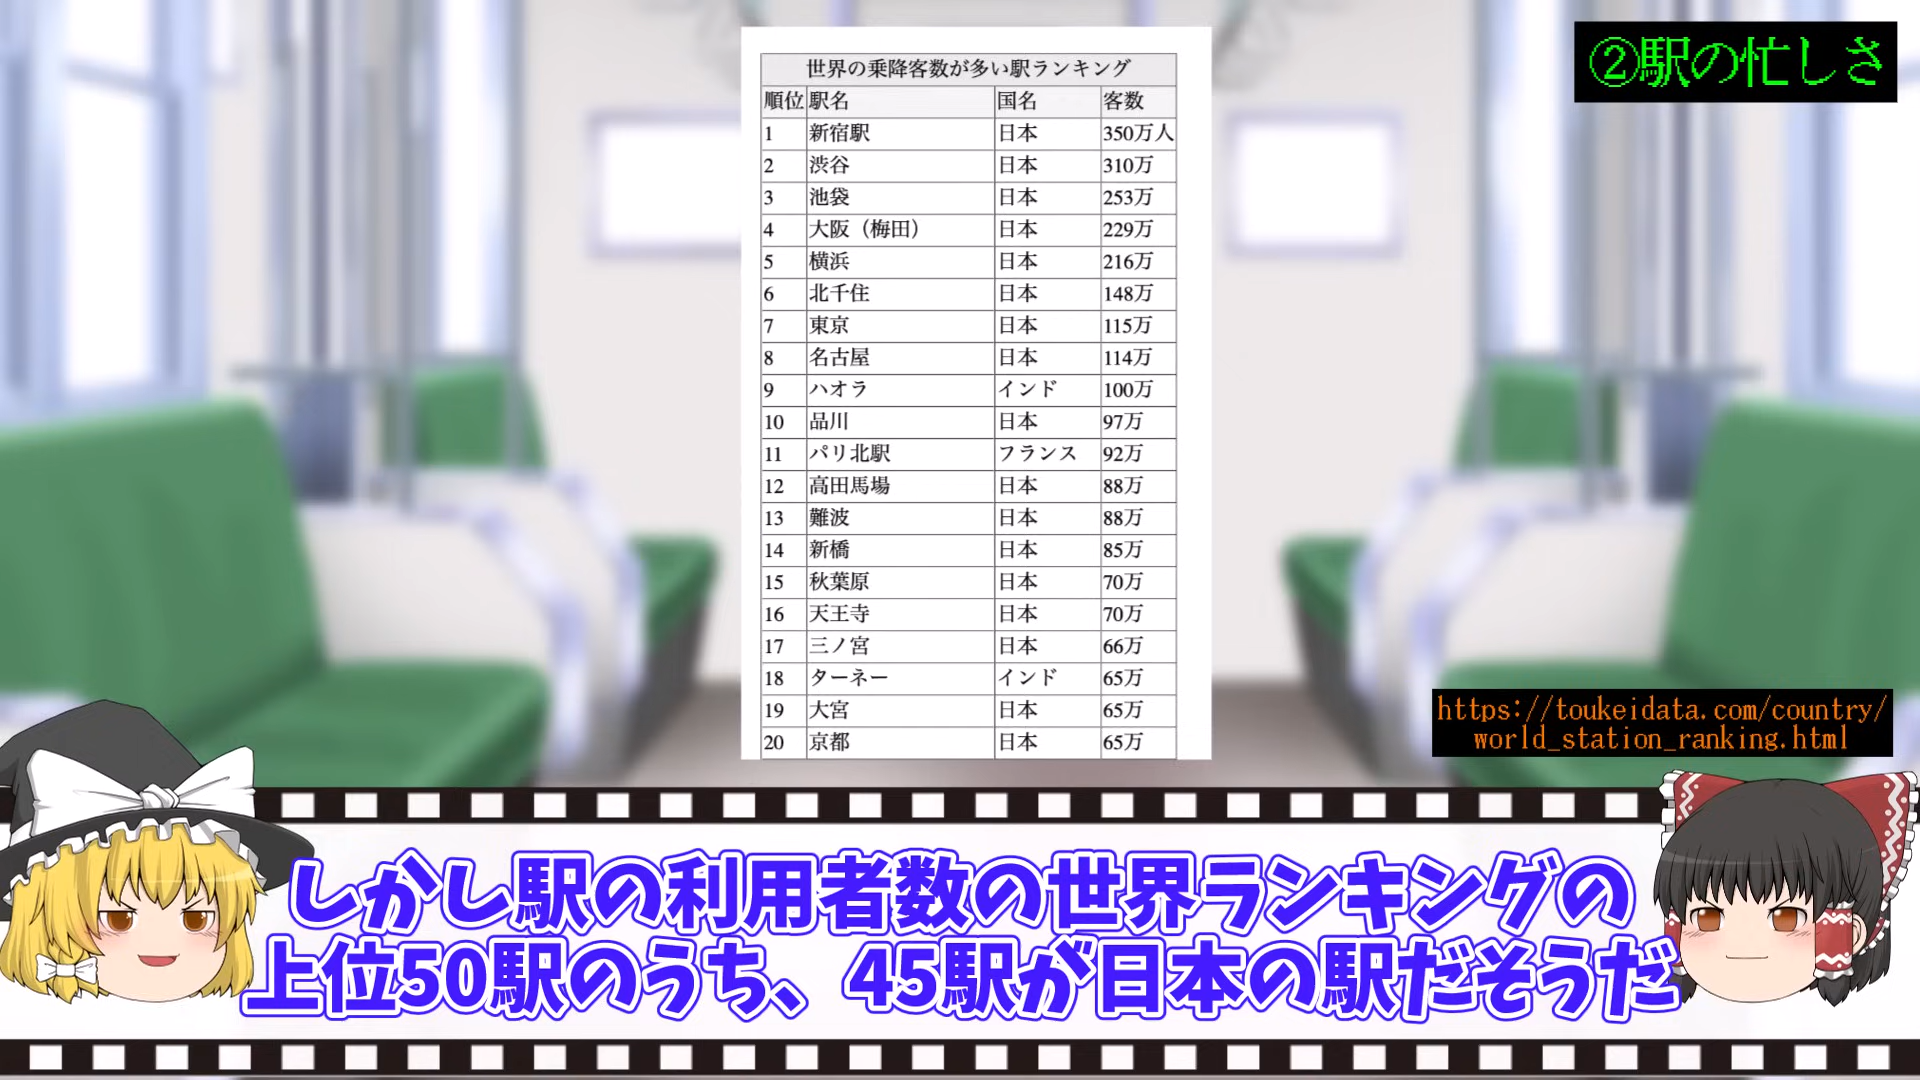 ②駅の忙しさ
世界の乗降客数が多い駅ランキング
順位 駅名 国名 客数
1 新宿駅 日本 350万人
2 渋谷 日本 310万
3 池袋 日本 253万
4 大阪（梅田） 日本 229万
5 横浜 日本 216万
6 北千住 日本 148万
7 東京 日本 115万
8 名古屋 日本 114万
9 ハオラ インド 100万
10 品川 日本 97万
11 パリ北駅 フランス 92万
12 高田馬場 日本 88万
13 難波 日本 88万
14 新橋 日本 85万
15 秋葉原 日本 70万
16 天王寺 日本 70万
17 三ノ宮 日本 66万
18 ターネー インド 65万
19 大宮 日本 65万
20 京都 日本 65万
https://toukeidata.com/country/
world_station_ranking.html
しかし駅の利用者数の世界ランキングの
上位50駅のうち、45駅が日本の駅だそうだ